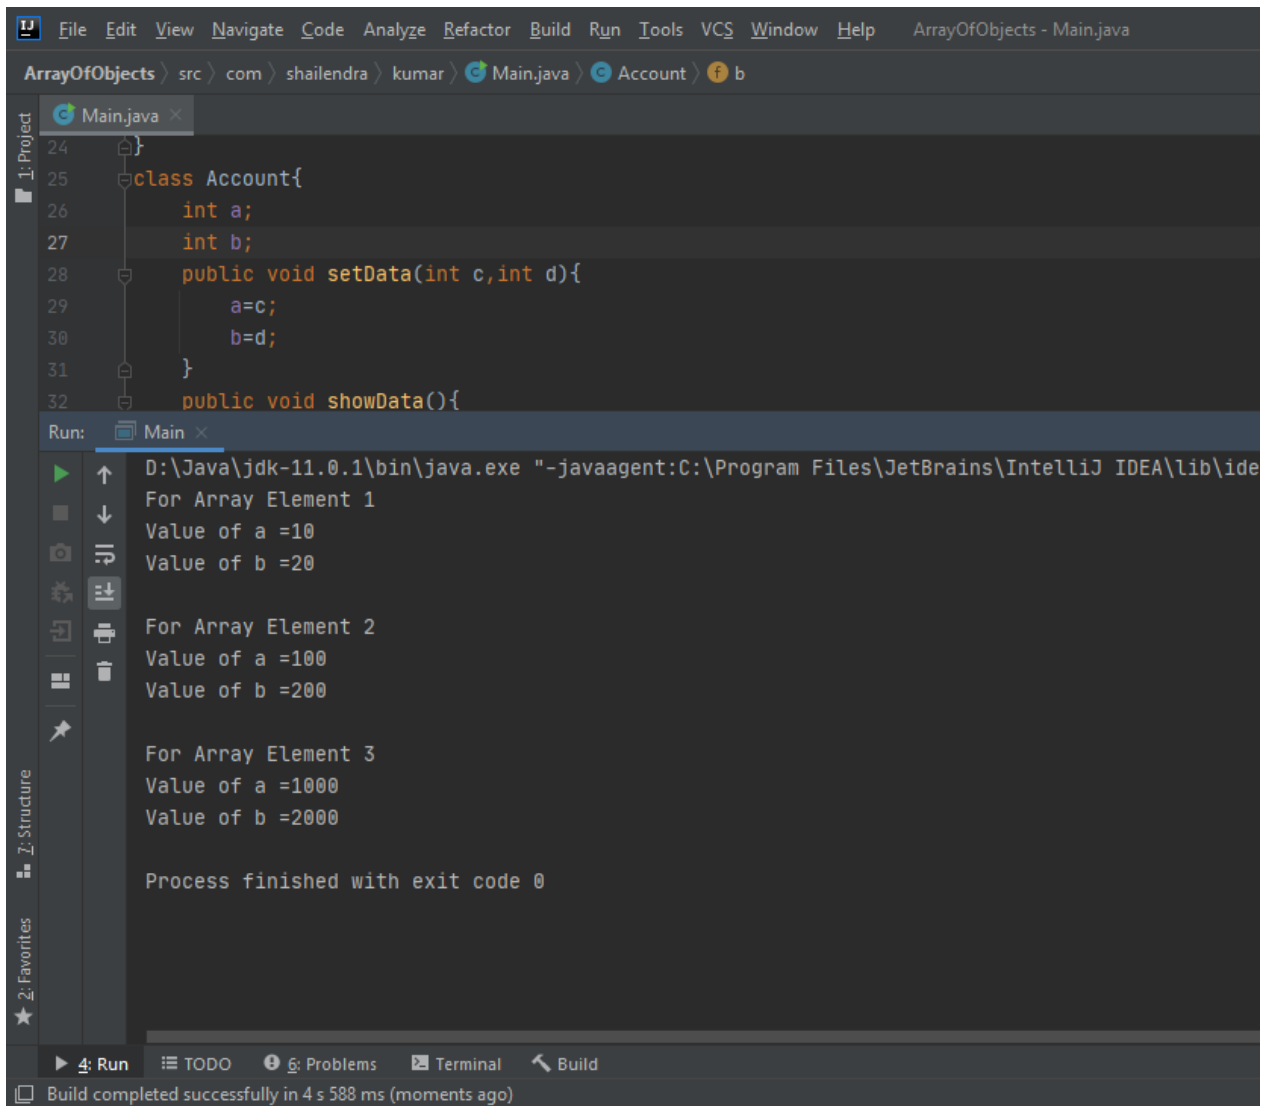 IJ File Edit View Navigate Code Analyze Refactor Build Run Tools VCS Window Help ArrayOfObjects - Main.java
ArrayOfObjects src com shailendra kumar Main.java Account f b
Main.java
1: Project
24 }
25 class Account{
26 int a;
27 int b;
28 public void setData(int c,int d){
29 a=c;
30 b=d;
31 }
32 public void showData(){
Run: Main
D:\Java\jdk-11.0.1\bin\java.exe "-javaagent:C:\Program Files\JetBrains\IntelliJ IDEA\lib\ide
For Array Element 1
Value of a =10
Value of b =20
For Array Element 2
Value of a =100
Value of b =200
For Array Element 3
Value of a =1000
Value of b =2000
Process finished with exit code 0
7: Structure
2: Favorites
4: Run TODO 6: Problems Terminal Build
Build completed successfully in 4 s 588 ms (moments ago)